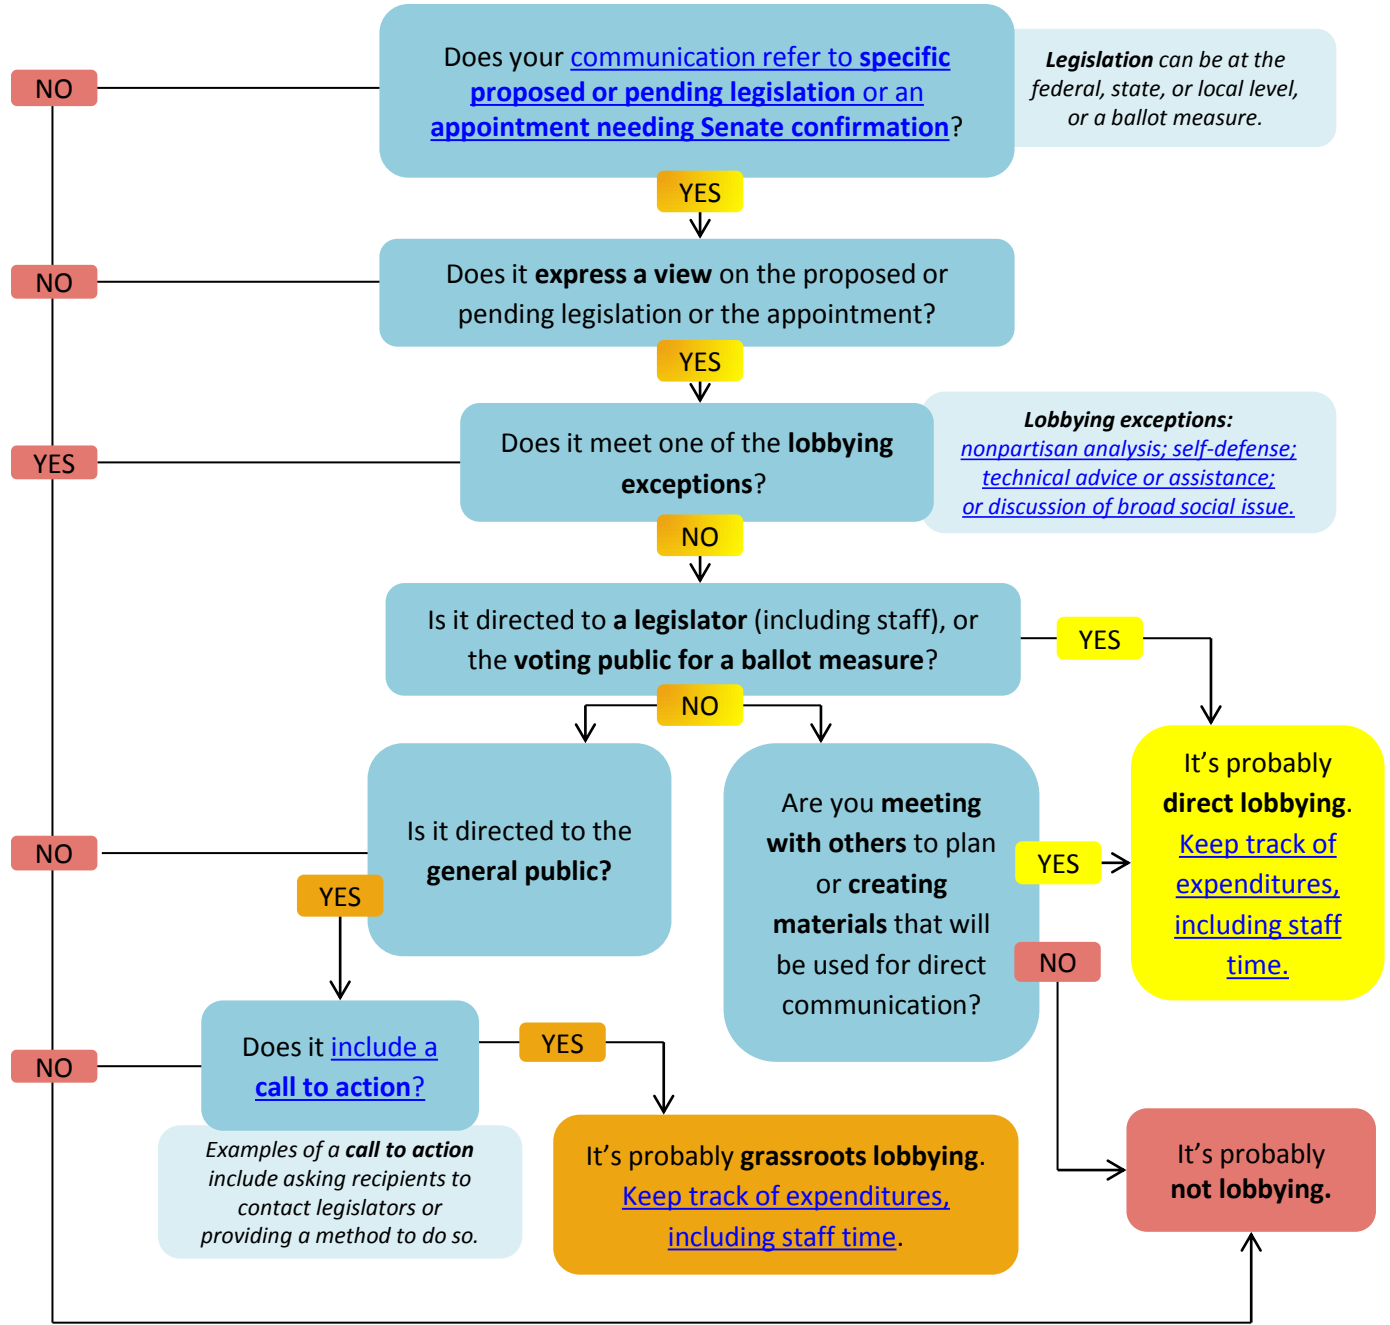 Does your communication refer to specific
proposed or pending legislation or an
appointment needing Senate confirmation?
Legislation can be at the
federal, state, or local level,
or a ballot measure.
NO
YES
Does it express a view on the proposed or
pending legislation or the appointment?
NO
YES
Does it meet one of the lobbying
exceptions?
Lobbying exceptions:
nonpartisan analysis; self-defense;
technical advice or assistance;
or discussion of broad social issue.
YES
NO
Is it directed to a legislator (including staff), or
the voting public for a ballot measure?
YES
NO
Is it directed to the
general public?
NO
YES
Are you meeting
with others to plan
or creating
materials that will
be used for direct
communication?
YES
NO
It’s probably
direct lobbying.
Keep track of
expenditures,
including staff
time.
Does it include a
call to action?
NO
YES
Examples of a call to action
include asking recipients to
contact legislators or
providing a method to do so.
It’s probably grassroots lobbying.
Keep track of expenditures,
including staff time.
It’s probably
not lobbying.